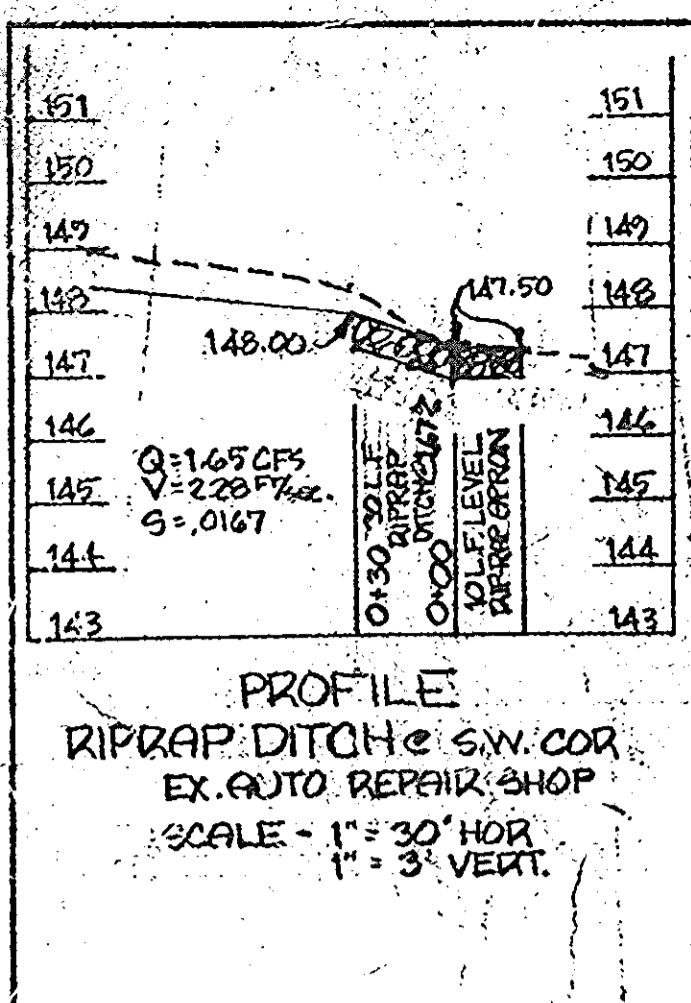 151
150
149
148
147
146
145
144
143
151
150
149
148
147
146
145
144
143
147.50
148.00
Q=1.65 CFS
V=2.28 FT/SEC.
S=.0167
0+30
30 L.F.
RIPRAP
DITCH @ 1.67%
0+00
10 L.F. LEVEL
RIPRAP APRON
PROFILE
RIPRAP DITCH @ S.W. COR
EX. AUTO REPAIR SHOP
SCALE - 1" = 30' HOR
1" = 3' VERT.